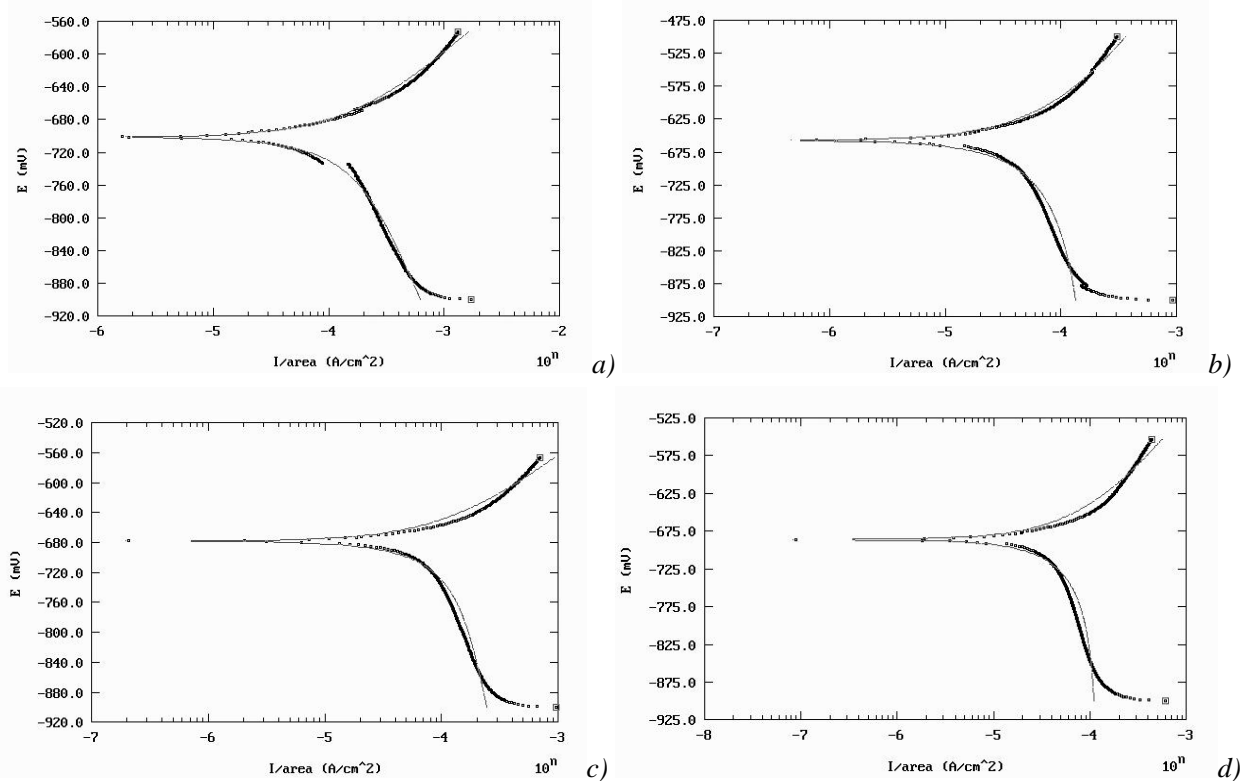 -560.0
-600.0
-640.0
-680.0
-720.0
-760.0
-800.0
-840.0
-880.0
-920.0
E (mV)
-6 -5 -4 -3 -2
I/area (A/cm^2) 10^n
a)
-475.0
-525.0
-575.0
-625.0
-675.0
-725.0
-775.0
-825.0
-875.0
-925.0
E (mV)
-7 -6 -5 -4 -3
I/area (A/cm^2) 10^n
b)
-520.0
-560.0
-600.0
-640.0
-680.0
-720.0
-760.0
-800.0
-840.0
-880.0
-920.0
E (mV)
-7 -6 -5 -4 -3
I/area (A/cm^2) 10^n
c)
-525.0
-575.0
-625.0
-675.0
-725.0
-775.0
-825.0
-875.0
-925.0
E (mV)
-8 -7 -6 -5 -4 -3
I/area (A/cm^2) 10^n
d)